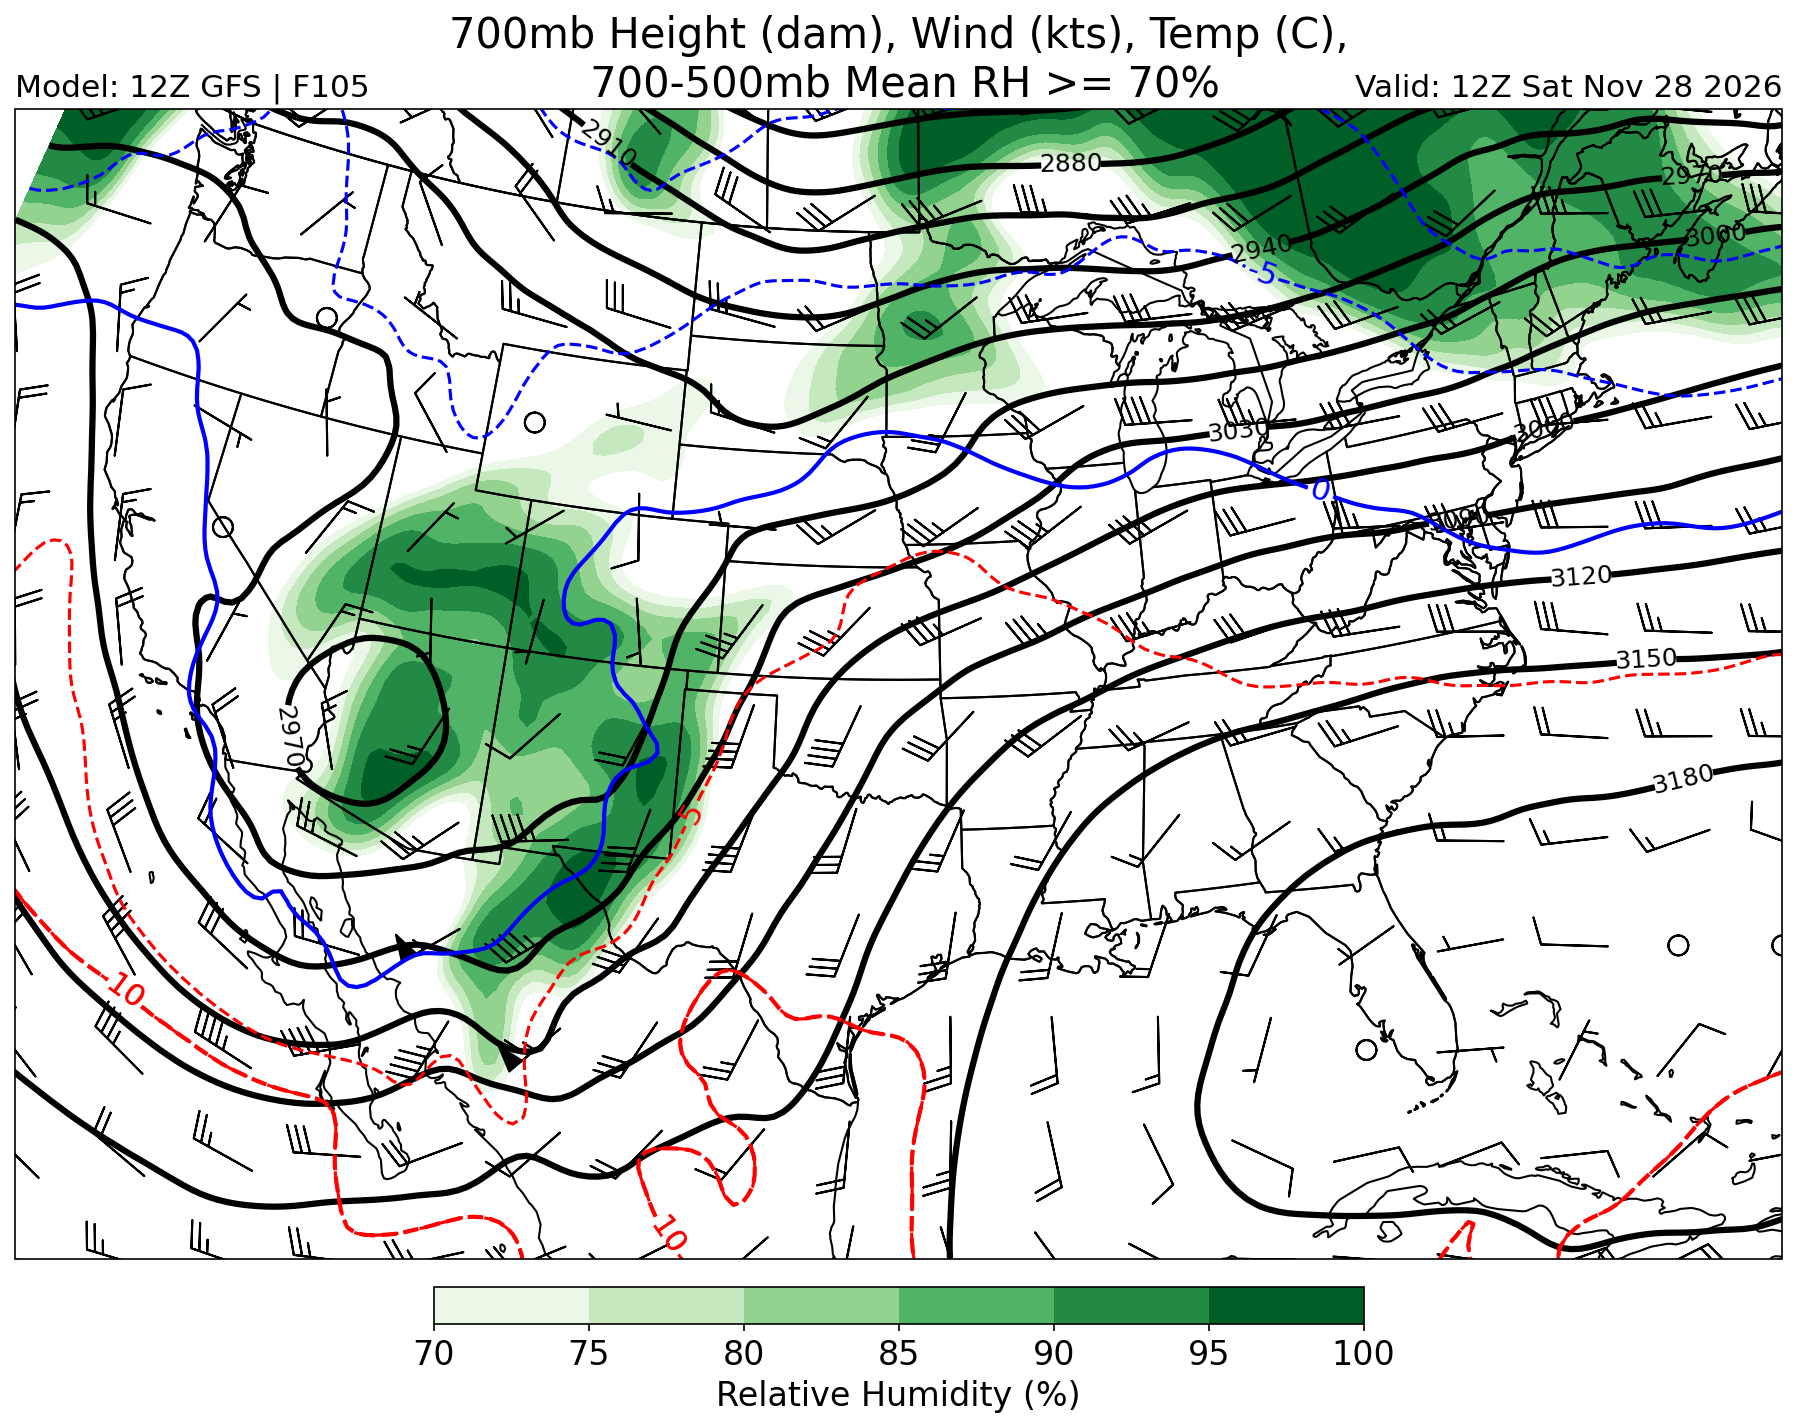 700mb Height (dam), Wind (kts), Temp (C),
Model: 12Z GFS | F105
700-500mb Mean RH >= 70%
Valid: 12Z Sat Nov 28 2026
2910
2880
2970
3000
2940
-5
3030
3060
0
3090
3120
3150
2970
3180
5
10
10
70 75 80 85 90 95 100
Relative Humidity (%)